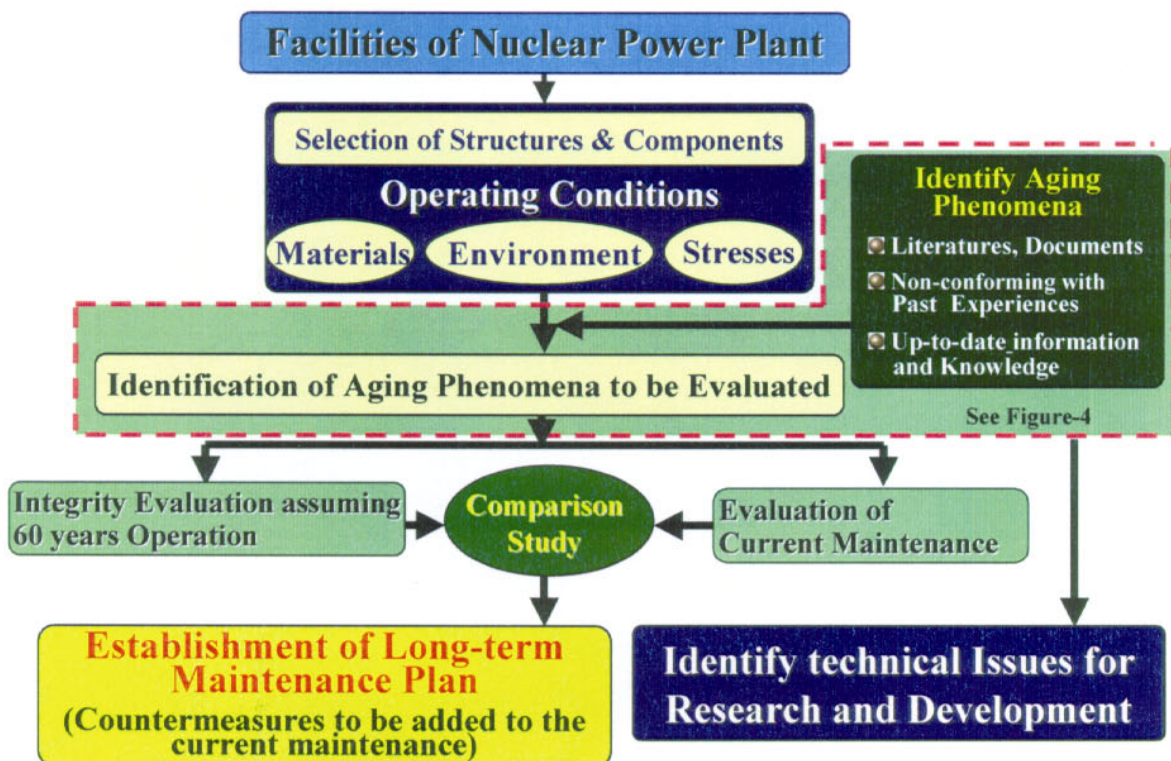 Facilities of Nuclear Power Plant
Selection of Structures & Components
Operating Conditions
Materials
Environment
Stresses
Identify Aging
Phenomena
Literatures, Documents
Non-conforming with
Past Experiences
Up-to-date information
and Knowledge
Identification of Aging Phenomena to be Evaluated
See Figure-4
Integrity Evaluation assuming
60 years Operation
Comparison
Study
Evaluation of
Current Maintenance
Establishment of Long-term
Maintenance Plan
(Countermeasures to be added to the
current maintenance)
Identify technical Issues for
Research and Development